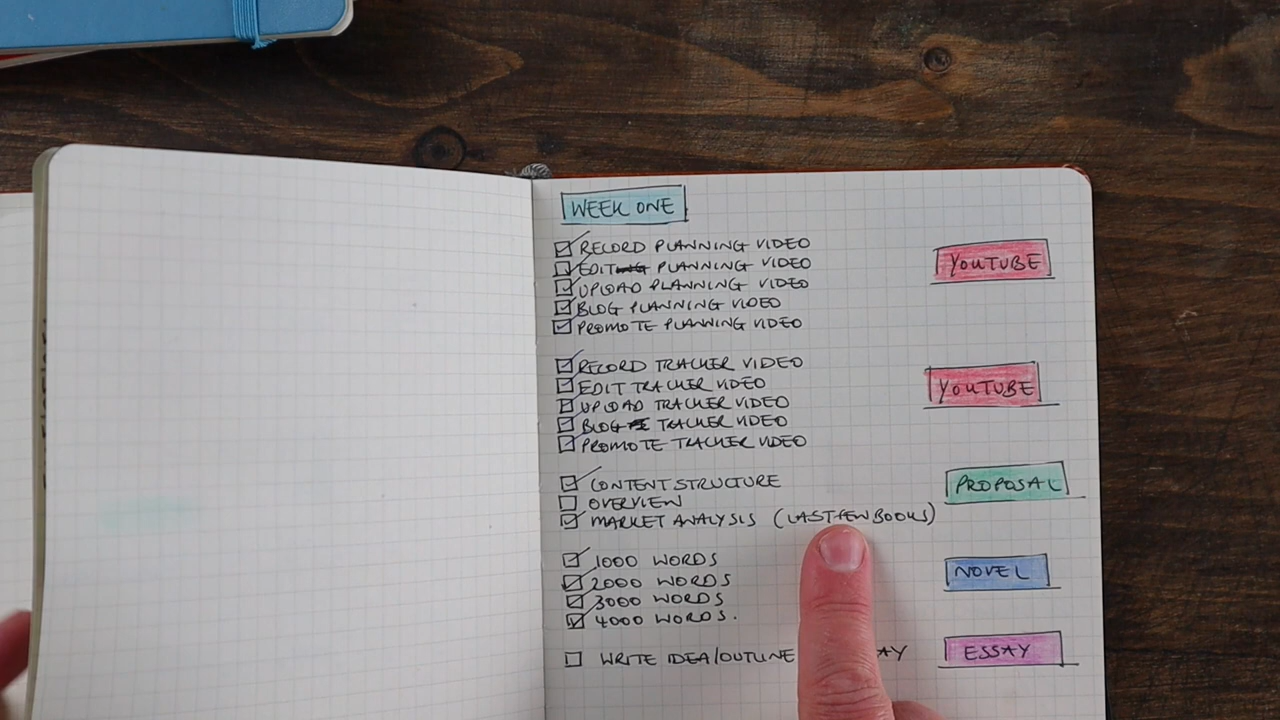 WEEK ONE
RECORD PLANNING VIDEO
EDIT PLANNING VIDEO
UPLOAD PLANNING VIDEO
BLOG PLANNING VIDEO
PROMOTE PLANNING VIDEO
YOUTUBE
RECORD TRACKER VIDEO
EDIT TRACKER VIDEO
UPLOAD TRACKER VIDEO
BLOG TRACKER VIDEO
PROMOTE TRACKER VIDEO
YOUTUBE
CONTENT STRUCTURE
OVERVIEW
MARKET ANALYSIS (LAST FEW BOOKS)
PROPOSAL
1000 WORDS
2000 WORDS
3000 WORDS
4000 WORDS.
NOVEL
WRITE IDEA/OUTLINE
ESSAY